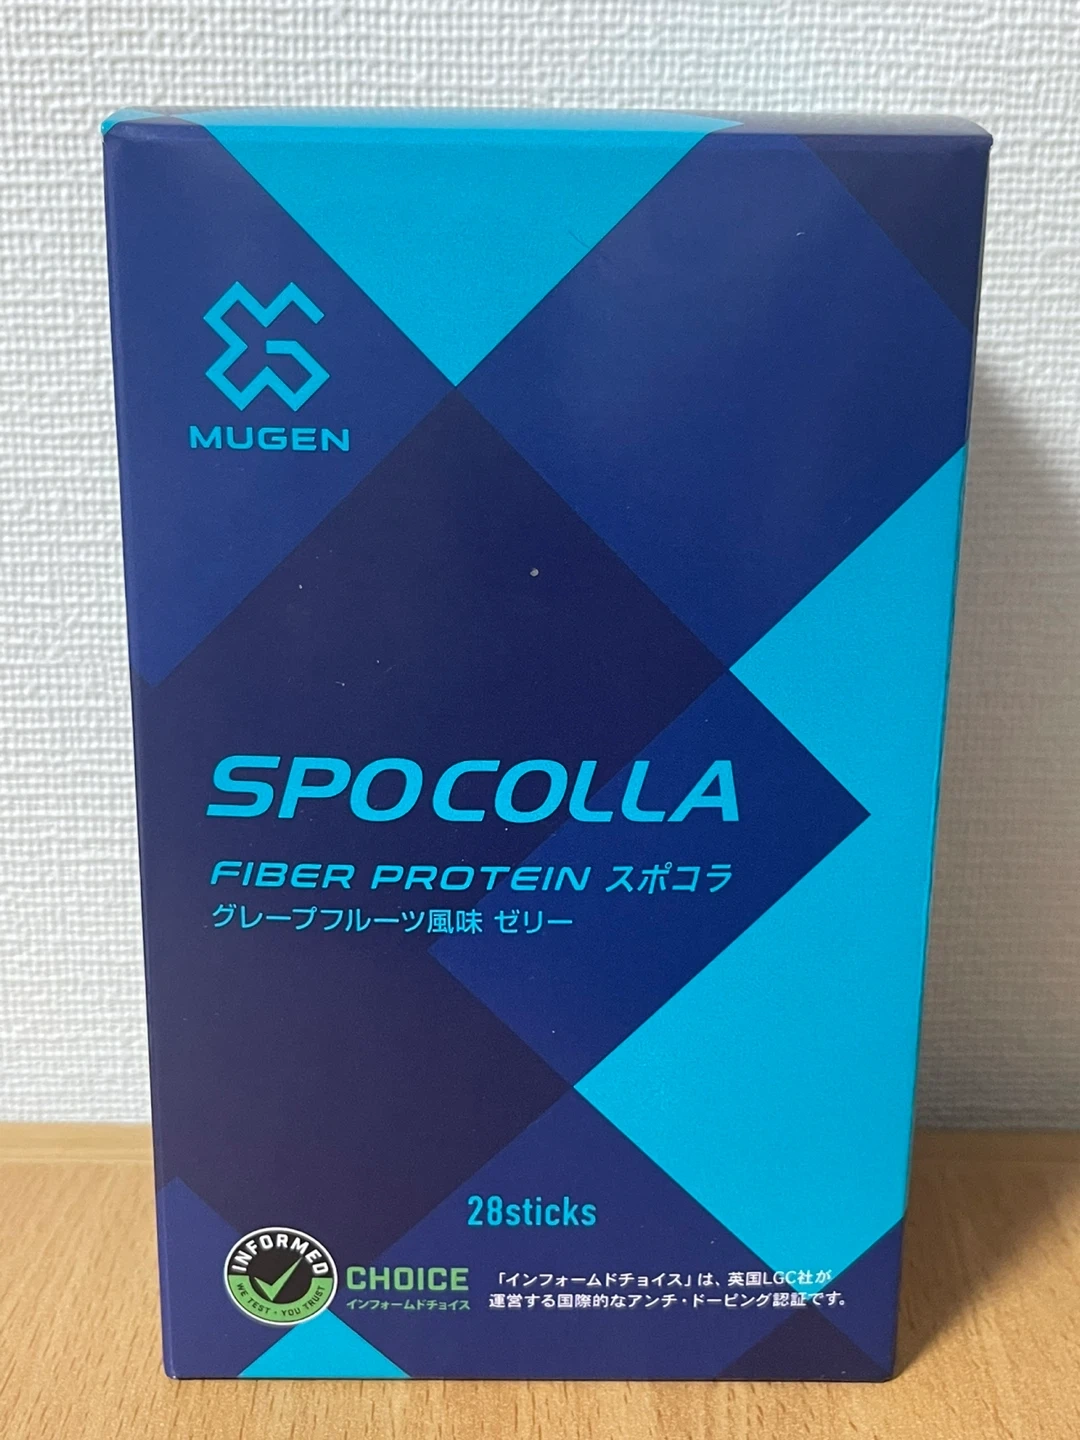 MUGEN
SPOCOLLA
FIBER PROTEIN スポコラ
グレープフルーツ風味 ゼリー
28sticks
INFORMED
WE TEST・YOU TRUST
CHOICE
インフォームドチョイス
「インフォームドチョイス」は、英国LGC社が
運営する国際的なアンチ・ドーピング認証です。